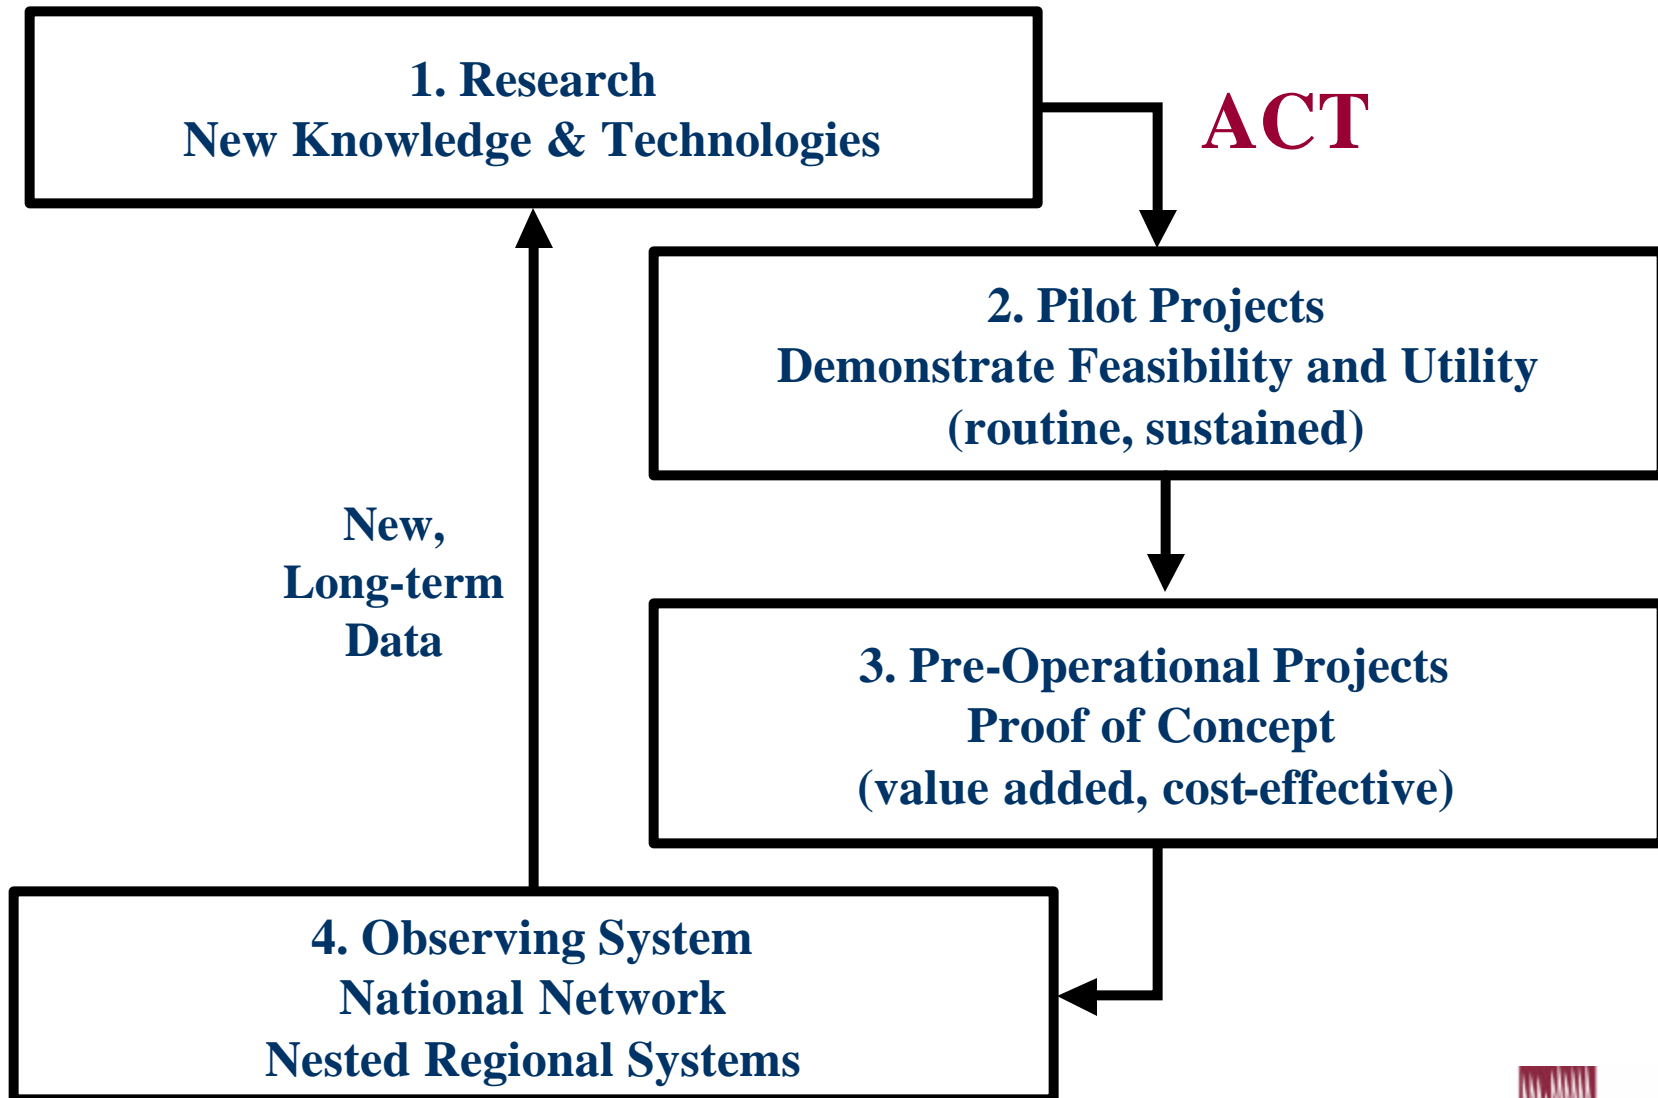 1. Research
New Knowledge & Technologies
ACT
2. Pilot Projects
Demonstrate Feasibility and Utility
(routine, sustained)
New,
Long-term
Data
3. Pre-Operational Projects
Proof of Concept
(value added, cost-effective)
4. Observing System
National Network
Nested Regional Systems